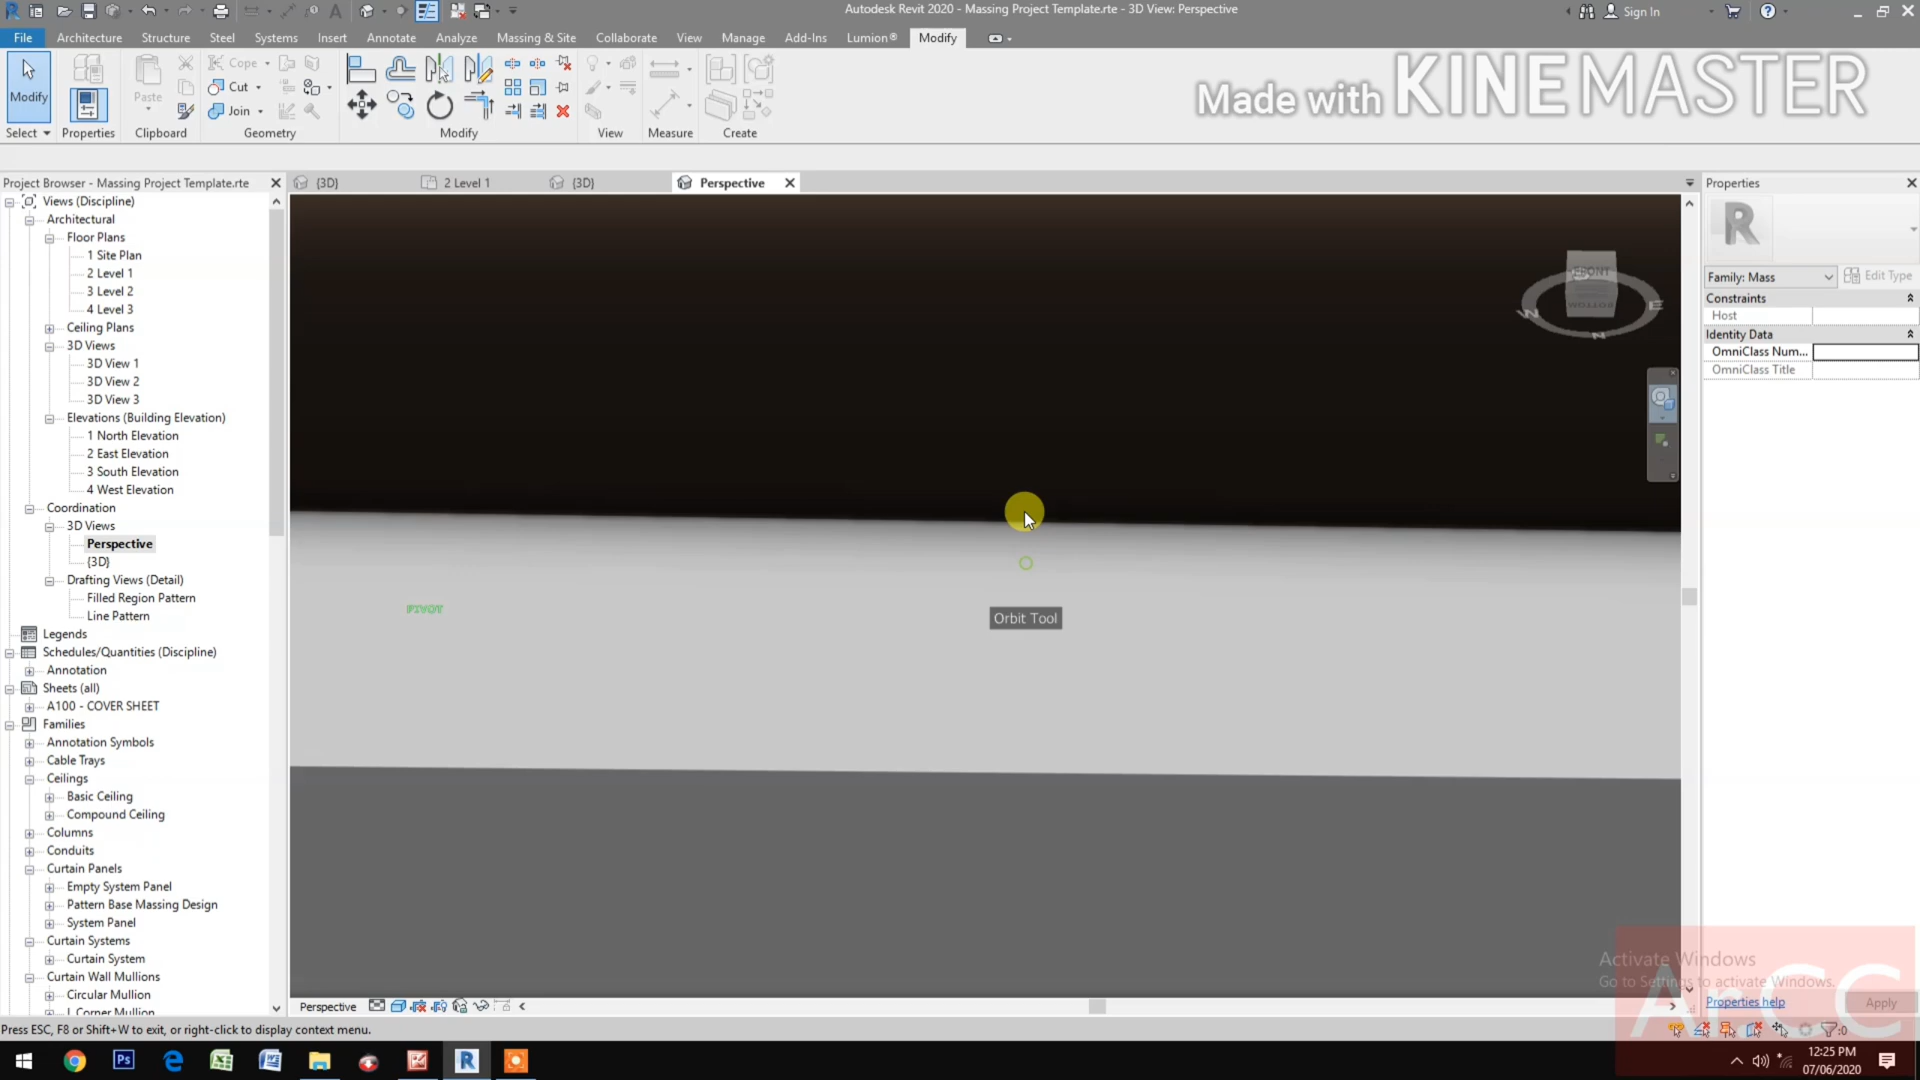 Autodesk Revit 2020 - Massing Project Template.rte - 3D View: Perspective
Sign In
File Architecture Structure Steel Systems Insert Annotate Analyze Massing & Site Collaborate View Manage Add-Ins Lumion® Modify
Made with KINEMASTER
Modify
Paste
Cope
Cut
Join
Select Properties Clipboard Geometry Modify View Measure Create
Project Browser - Massing Project Template.rte
{3D} 2 Level 1 {3D} Perspective
Properties
Views (Discipline)
Architectural
Floor Plans
1 Site Plan
2 Level 1
3 Level 2
4 Level 3
Ceiling Plans
3D Views
3D View 1
3D View 2
3D View 3
Elevations (Building Elevation)
1 North Elevation
2 East Elevation
3 South Elevation
4 West Elevation
Coordination
3D Views
Perspective
{3D}
Drafting Views (Detail)
Filled Region Pattern
Line Pattern
Legends
Schedules/Quantities (Discipline)
Annotation
Sheets (all)
A100 - COVER SHEET
Families
Annotation Symbols
Cable Trays
Ceilings
Basic Ceiling
Compound Ceiling
Columns
Conduits
Curtain Panels
Empty System Panel
Pattern Base Massing Design
System Panel
Curtain Systems
Curtain System
Curtain Wall Mullions
Circular Mullion
L Corner Mullion
FRONT
BOTTOM
W
E
N
PIVOT
Orbit Tool
R
Family: Mass Edit Type
Constraints
Host
Identity Data
OmniClass Num...
OmniClass Title
Activate Windows
Go to Settings to activate Windows.
ArCC
Properties help Apply
Perspective
Press ESC, F8 or Shift+W to exit, or right-click to display context menu.
:0
Ps
R
12:25 PM
07/06/2020